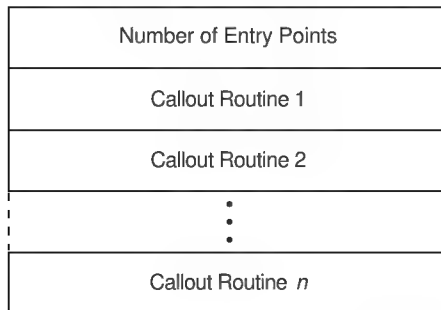 Number of Entry Points
Callout Routine 1
Callout Routine 2
Callout Routine n